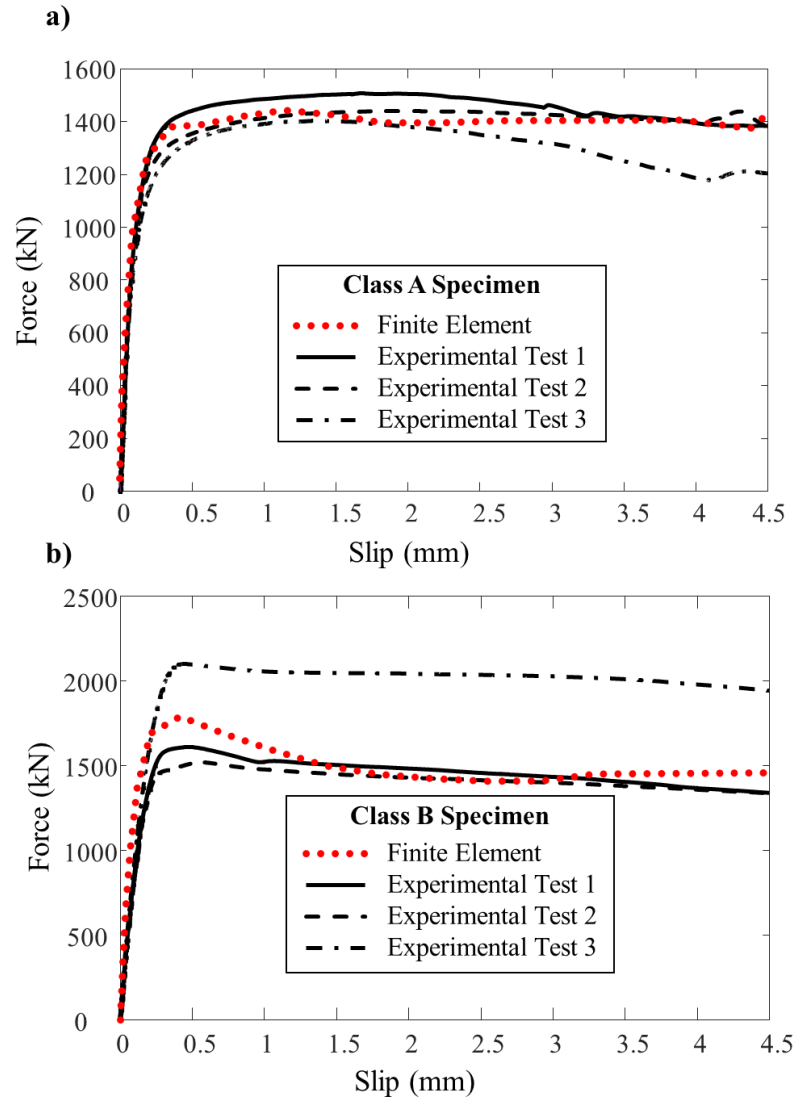 a)
1600
1400
1200
1000
800
600
400
200
0
Force (kN)
Class A Specimen
Finite Element
Experimental Test 1
Experimental Test 2
Experimental Test 3
0 0.5 1 1.5 2 2.5 3 3.5 4 4.5
Slip (mm)
b)
2500
2000
1500
1000
500
0
Force (kN)
Class B Specimen
Finite Element
Experimental Test 1
Experimental Test 2
Experimental Test 3
0 0.5 1 1.5 2 2.5 3 3.5 4 4.5
Slip (mm)